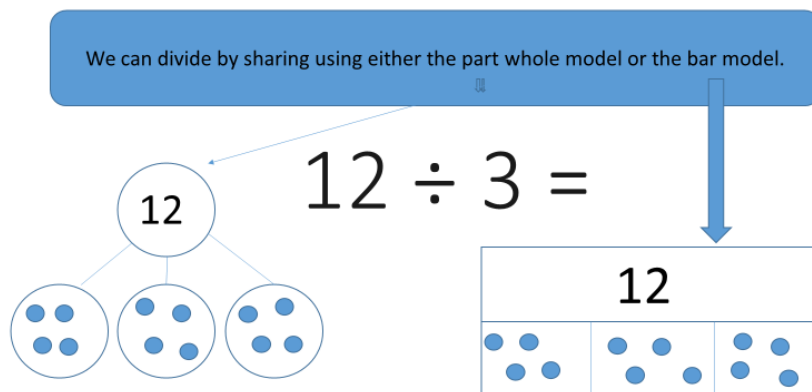 We can divide by sharing using either the part whole model or the bar model.
12 ÷ 3 =
12
12